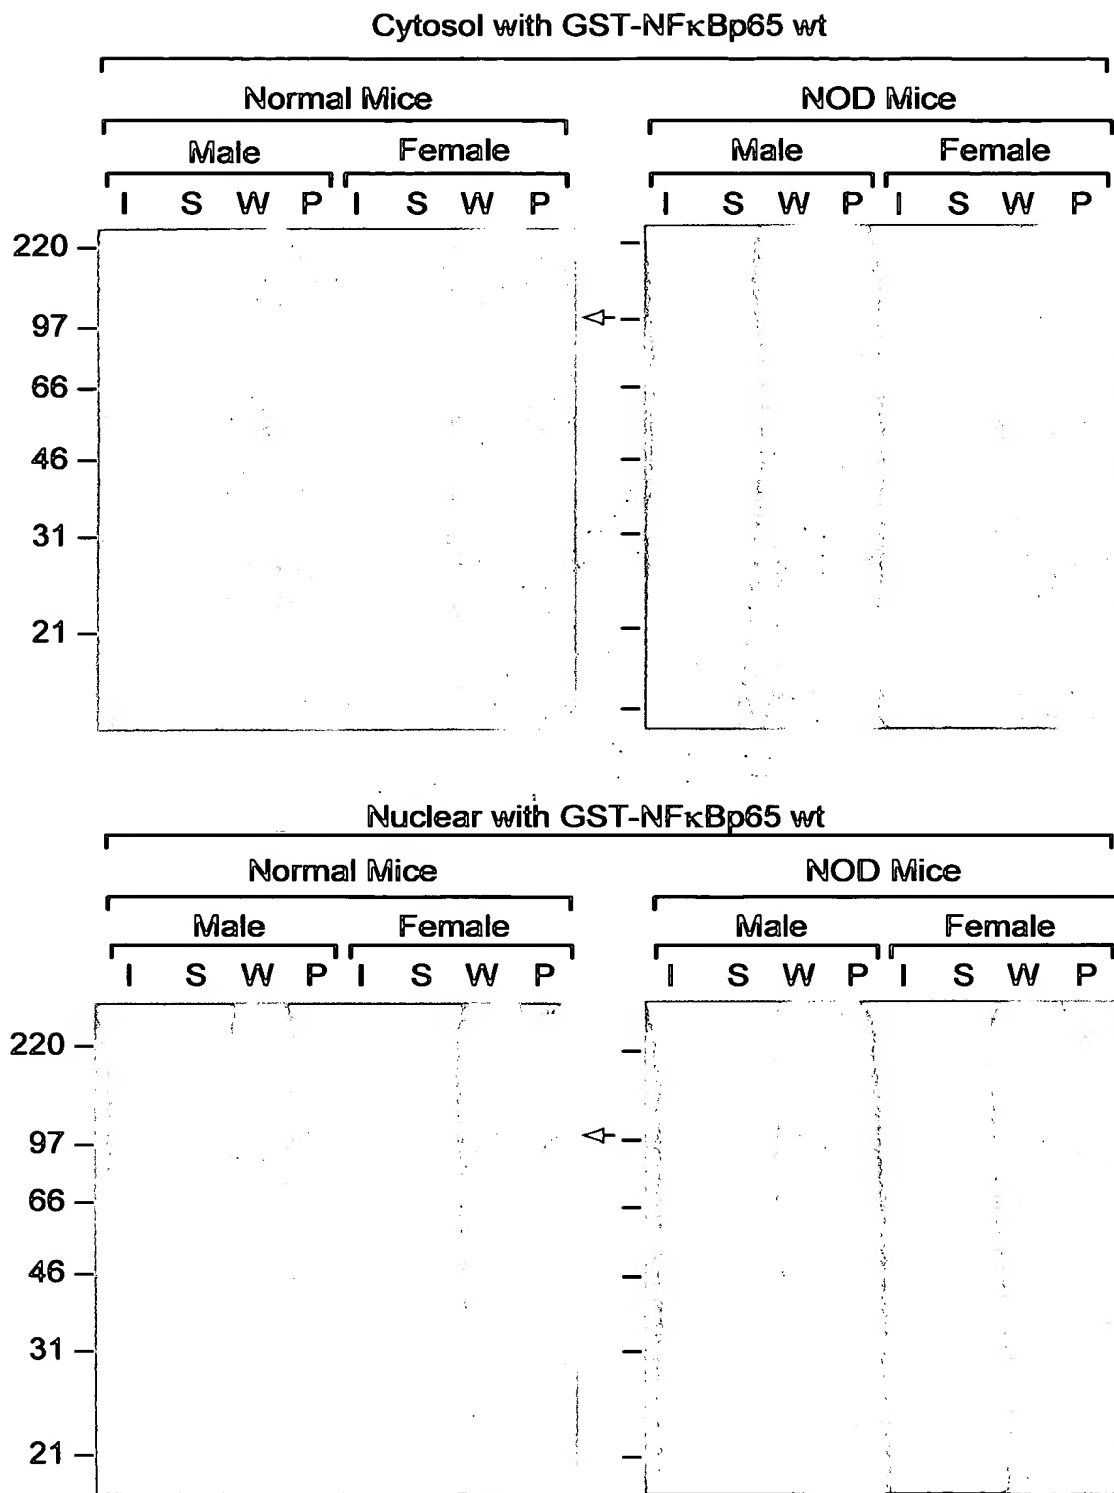 Cytosol with GST-NFκBp65 wt
Normal Mice NOD Mice
Male Female Male Female
I S W P I S W P I S W P I S W P
220
97
66
46
31
21
Nuclear with GST-NFκBp65 wt
Normal Mice NOD Mice
Male Female Male Female
I S W P I S W P I S W P I S W P
220
97
66
46
31
21